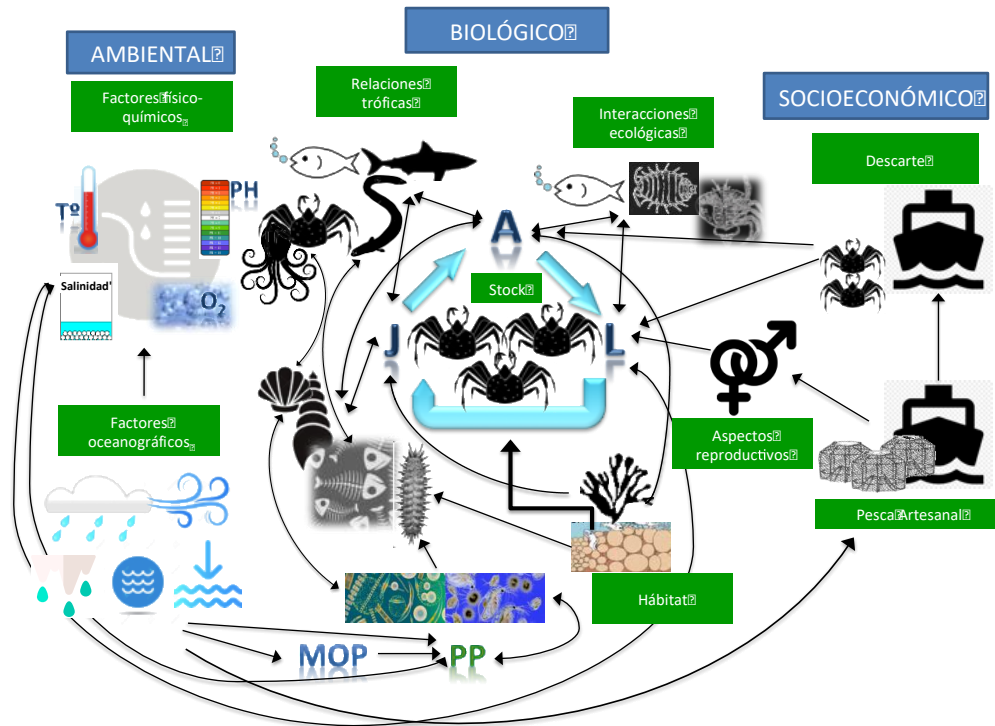 BIOLÓGICO
AMBIENTAL
SOCIOECONÓMICO
Factores físico-
químicos
Relaciones
tróficas
Interacciones
ecológicas
Descarte
Tº
PH
Salinidad'
O2
A
Stock
J
L
Factores
oceanográficos
Aspectos
reproductivos
Pesca Artesanal
Hábitat
MOP
PP